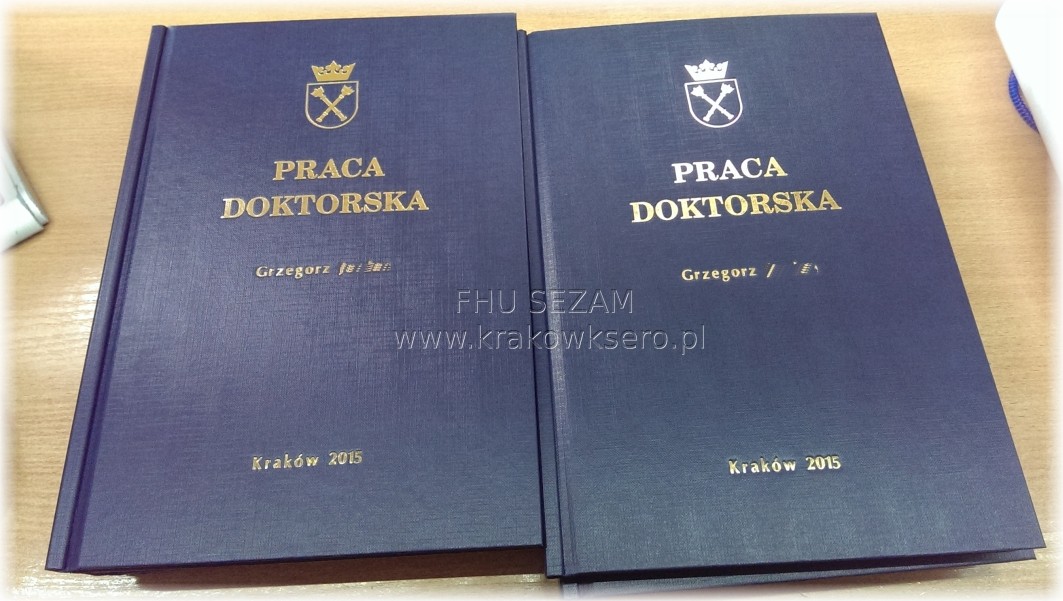 PRACA
DOKTORSKA
Grzegorz
Kraków 2015
PRACA
DOKTORSKA
Grzegorz
Kraków 2015
FHU SEZAM
www.krakowksero.pl